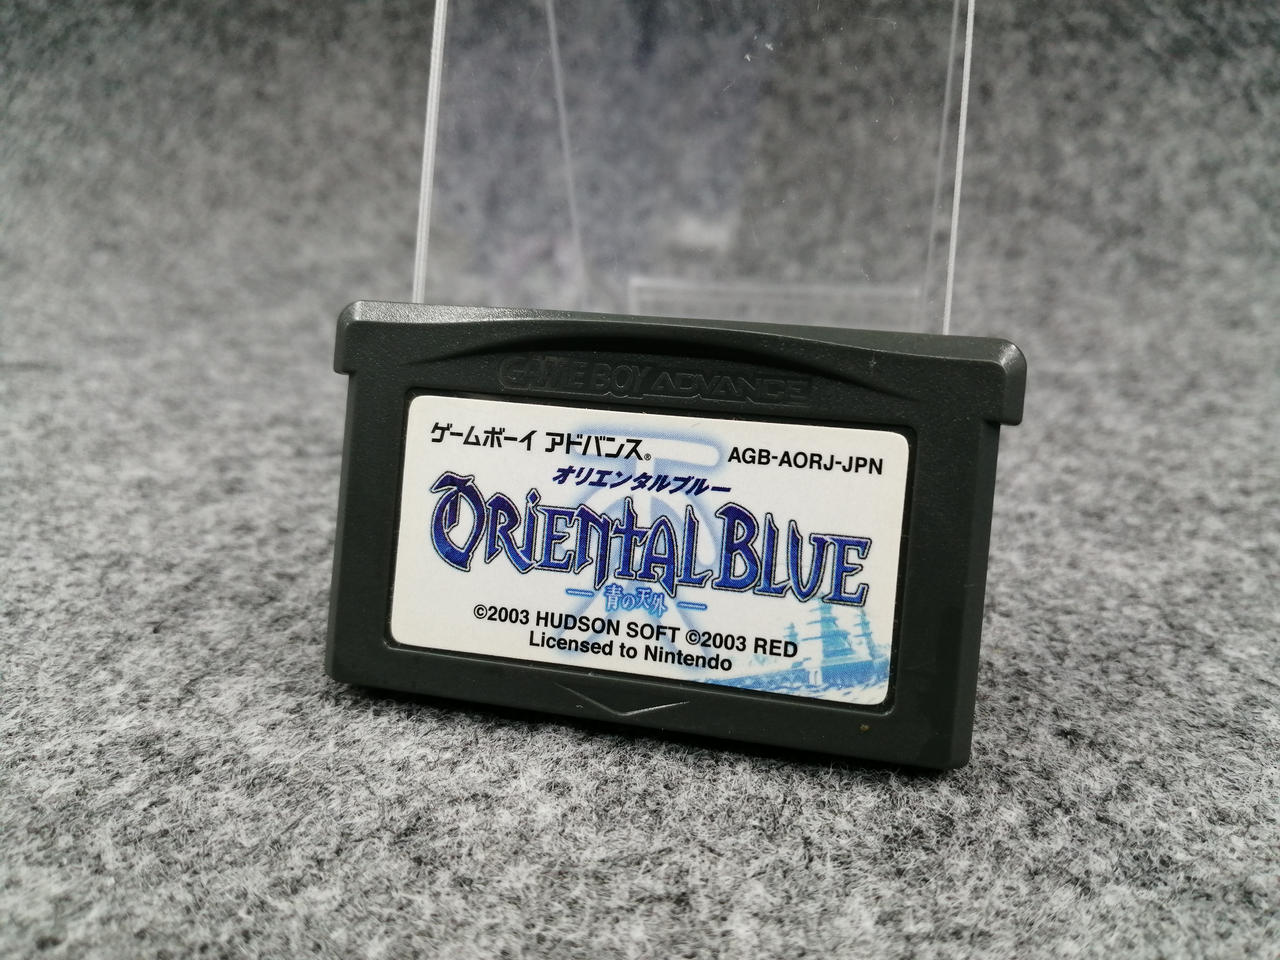 GAME BOY ADVANCE
ゲームボーイ アドバンス®
AGB-AORJ-JPN
オリエンタルブルー
ORIENTAL BLUE
― 青の天外 ―
©2003 HUDSON SOFT ©2003 RED
Licensed to Nintendo